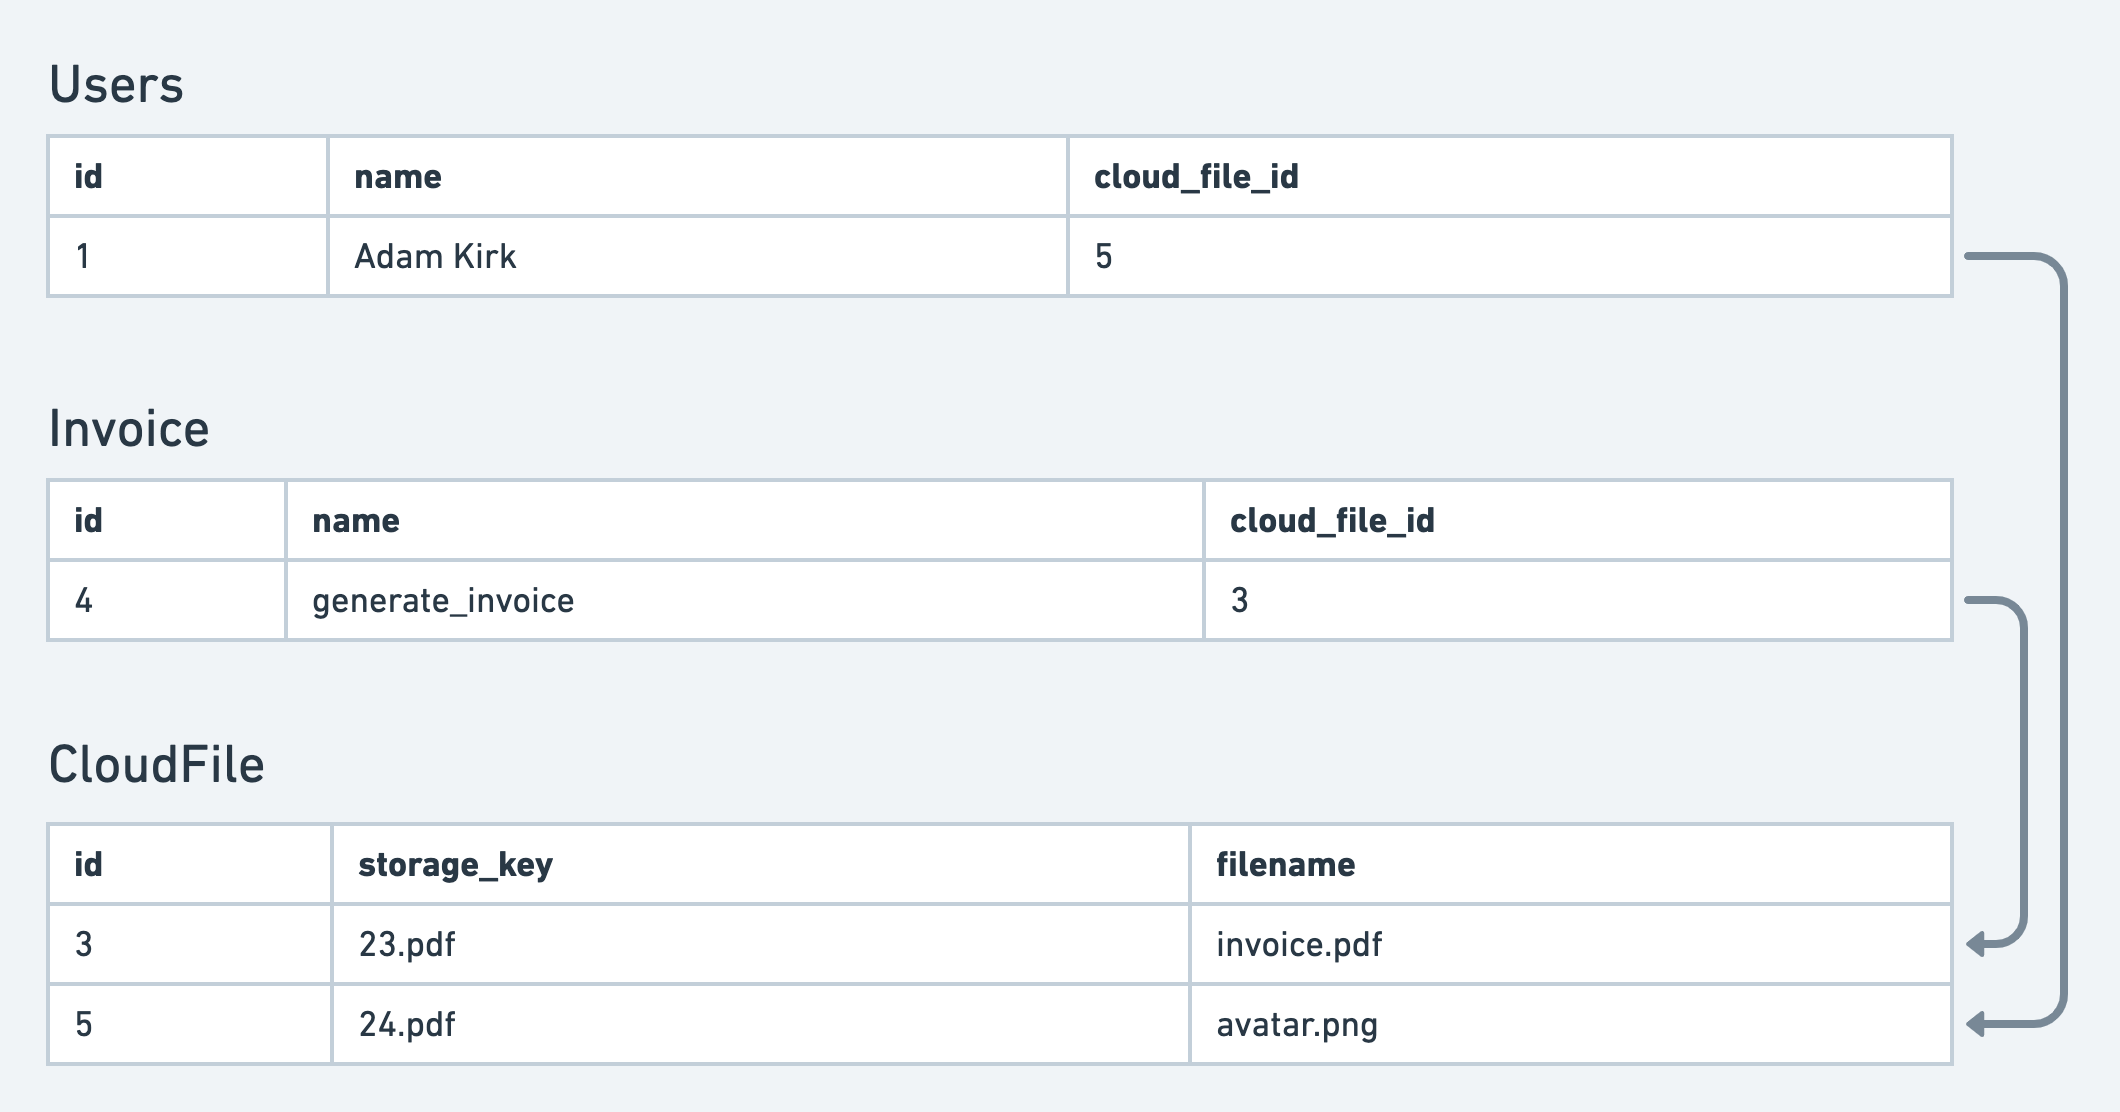 Users
id name cloud_file_id
1 Adam Kirk 5
Invoice
id name cloud_file_id
4 generate_invoice 3
CloudFile
id storage_key filename
3 23.pdf invoice.pdf
5 24.pdf avatar.png